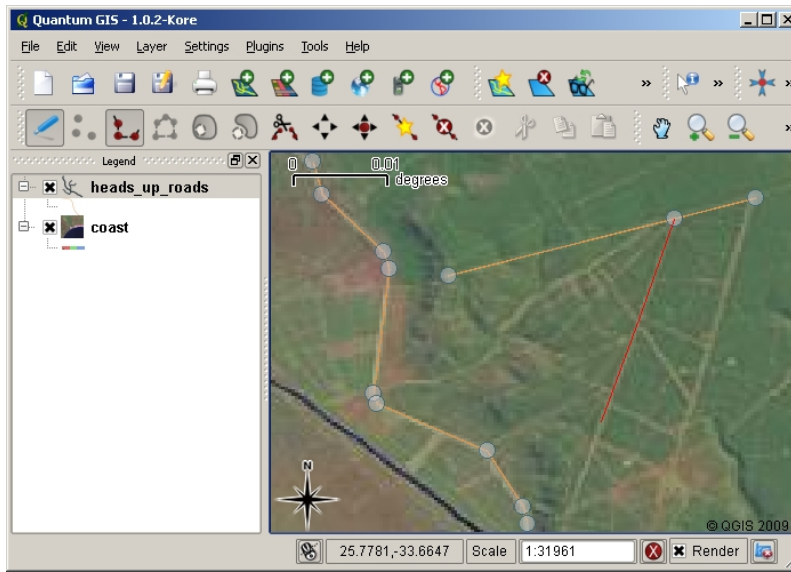 Quantum GIS - 1.0.2-Kore
File Edit View Layer Settings Plugins Tools Help
Legend
heads_up_roads
coast
0 0.01
degrees
N
© QGIS 2009
25.7781,-33.6647 Scale 1:31961 Render